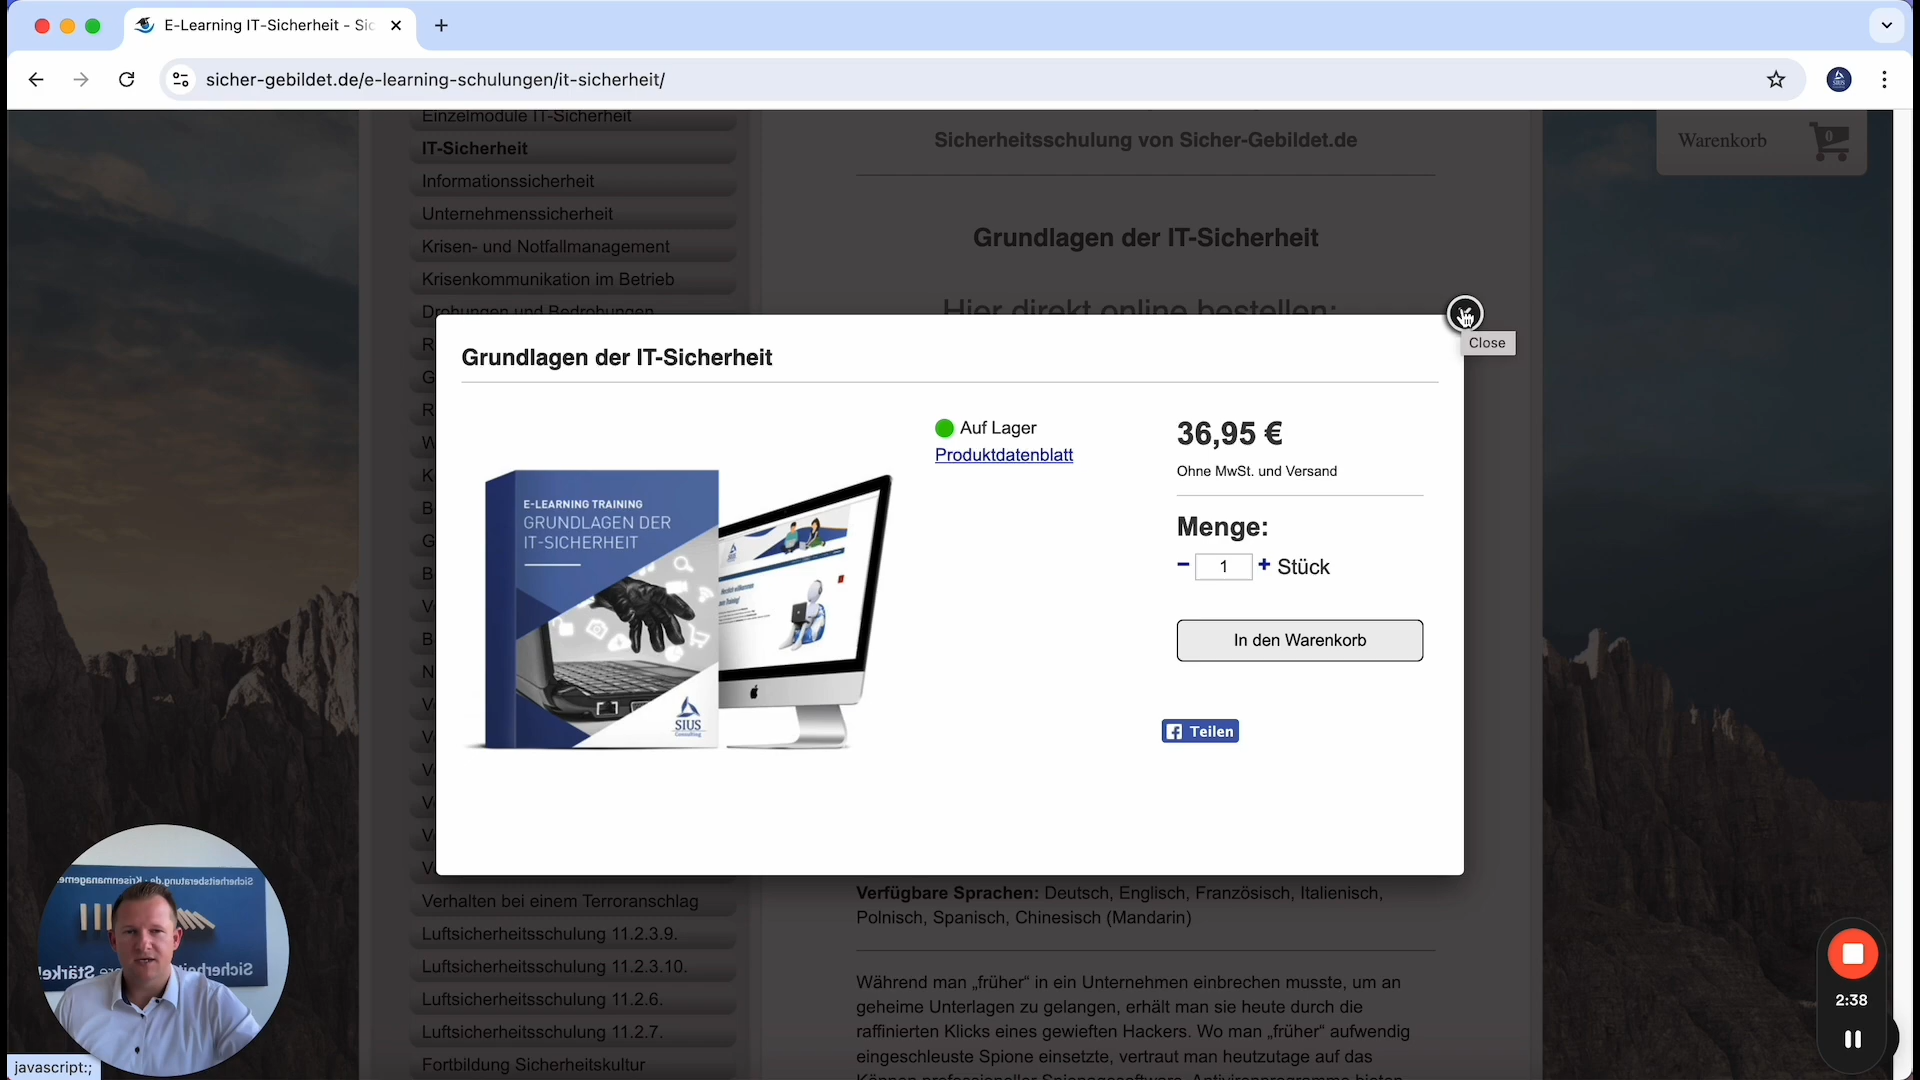 E-Learning IT-Sicherheit - Sic
sicher-gebildet.de/e-learning-schulungen/it-sicherheit/
Einzelmodule IT-Sicherheit
IT-Sicherheit
Informationssicherheit
Unternehmenssicherheit
Krisen- und Notfallmanagement
Krisenkommunikation im Betrieb
Drohungen und Bedrohungen
Sicherheitsschulung von Sicher-Gebildet.de
Grundlagen der IT-Sicherheit
Hier direkt online bestellen:
Warenkorb
0
Close
Grundlagen der IT-Sicherheit
E-LEARNING TRAINING
GRUNDLAGEN DER
IT-SICHERHEIT
SIUS
Consulting
Auf Lager
Produktdatenblatt
36,95 €
Ohne MwSt. und Versand
Menge:
− 1 + Stück
In den Warenkorb
Teilen
Verhalten bei einem Terroranschlag
Luftsicherheitsschulung 11.2.3.9.
Luftsicherheitsschulung 11.2.3.10.
Luftsicherheitsschulung 11.2.6.
Luftsicherheitsschulung 11.2.7.
Fortbildung Sicherheitskultur
Verfügbare Sprachen: Deutsch, Englisch, Französisch, Italienisch,
Polnisch, Spanisch, Chinesisch (Mandarin)
Während man „früher“ in ein Unternehmen einbrechen musste, um an
geheime Unterlagen zu gelangen, erhält man sie heute durch die
raffinierten Klicks eines gewieften Hackers. Wo man „früher“ aufwendig
eingeschleuste Spione einsetzte, vertraut man heutzutage auf das
2:38
javascript:;